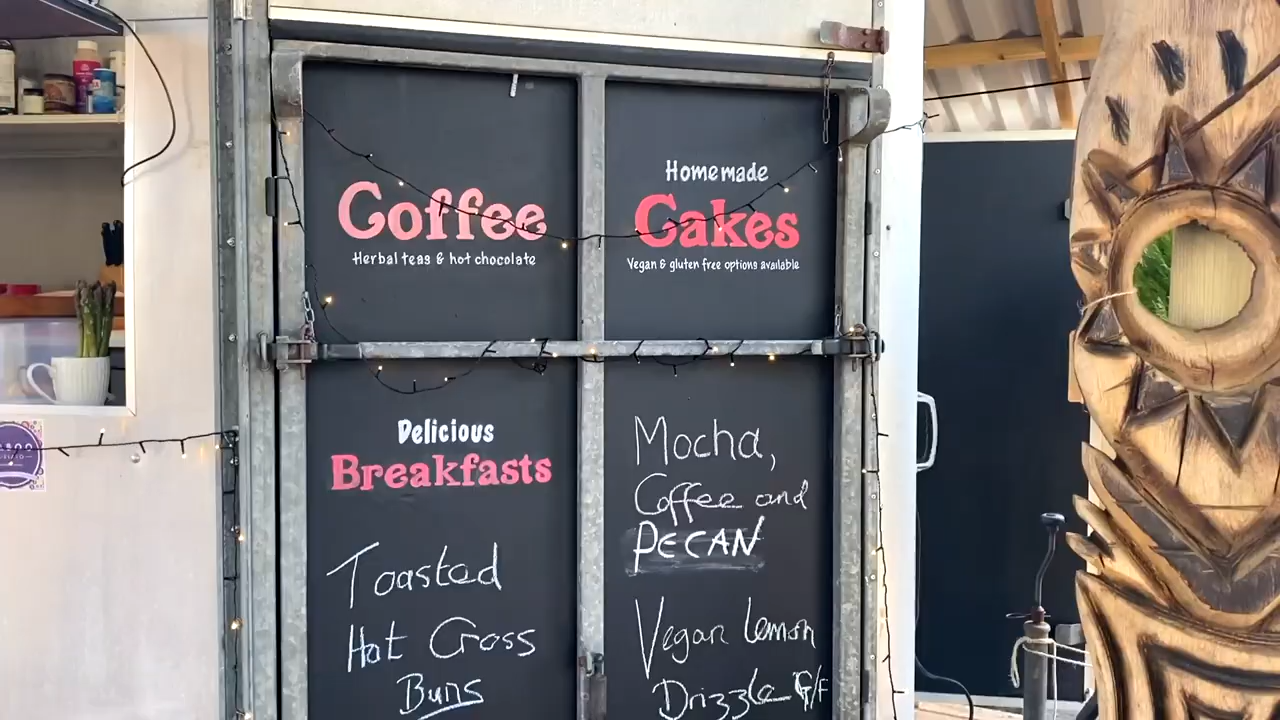 Coffee
Herbal teas & hot chocolate
Homemade
Cakes
Vegan & gluten free options available
Delicious
Breakfasts
Toasted
Hot Cross
Buns
Mocha,
Coffee and
PECAN
Vegan Lemon
Drizzle G/F